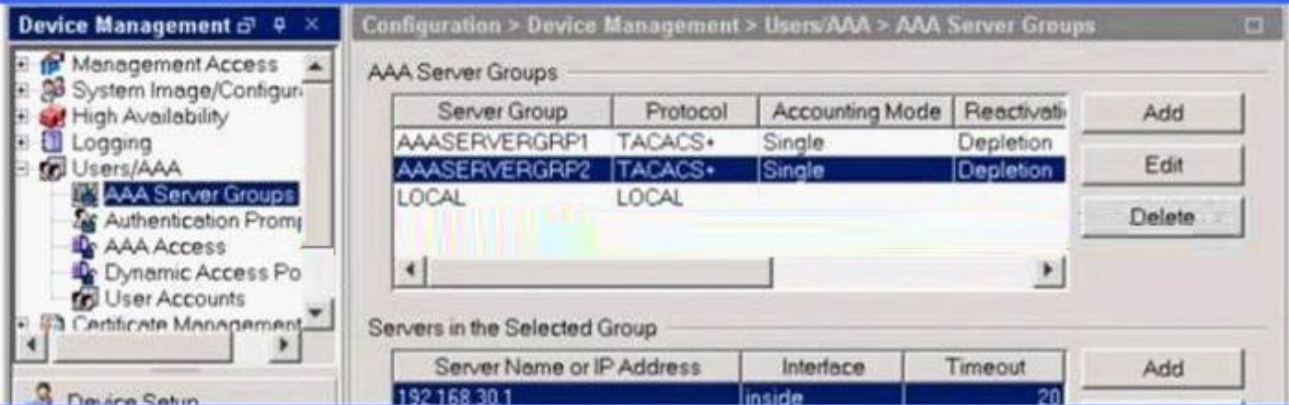 Device Management
Management Access
System Image/Configur
High Availability
Logging
Users/AAA
AAA Server Groups
Authentication Promp
AAA Access
Dynamic Access Po
User Accounts
Certificate Management
Device Setup
Configuration > Device Management > Users/AAA > AAA Server Groups
AAA Server Groups
Server Group Protocol Accounting Mode Reactivati
AAASERVERGRP1 TACACS+ Single Depletion
AAASERVERGRP2 TACACS+ Single Depletion
LOCAL LOCAL
Add
Edit
Delete
Servers in the Selected Group
Server Name or IP Address Interface Timeout
192.168.30.1 inside 20
Add